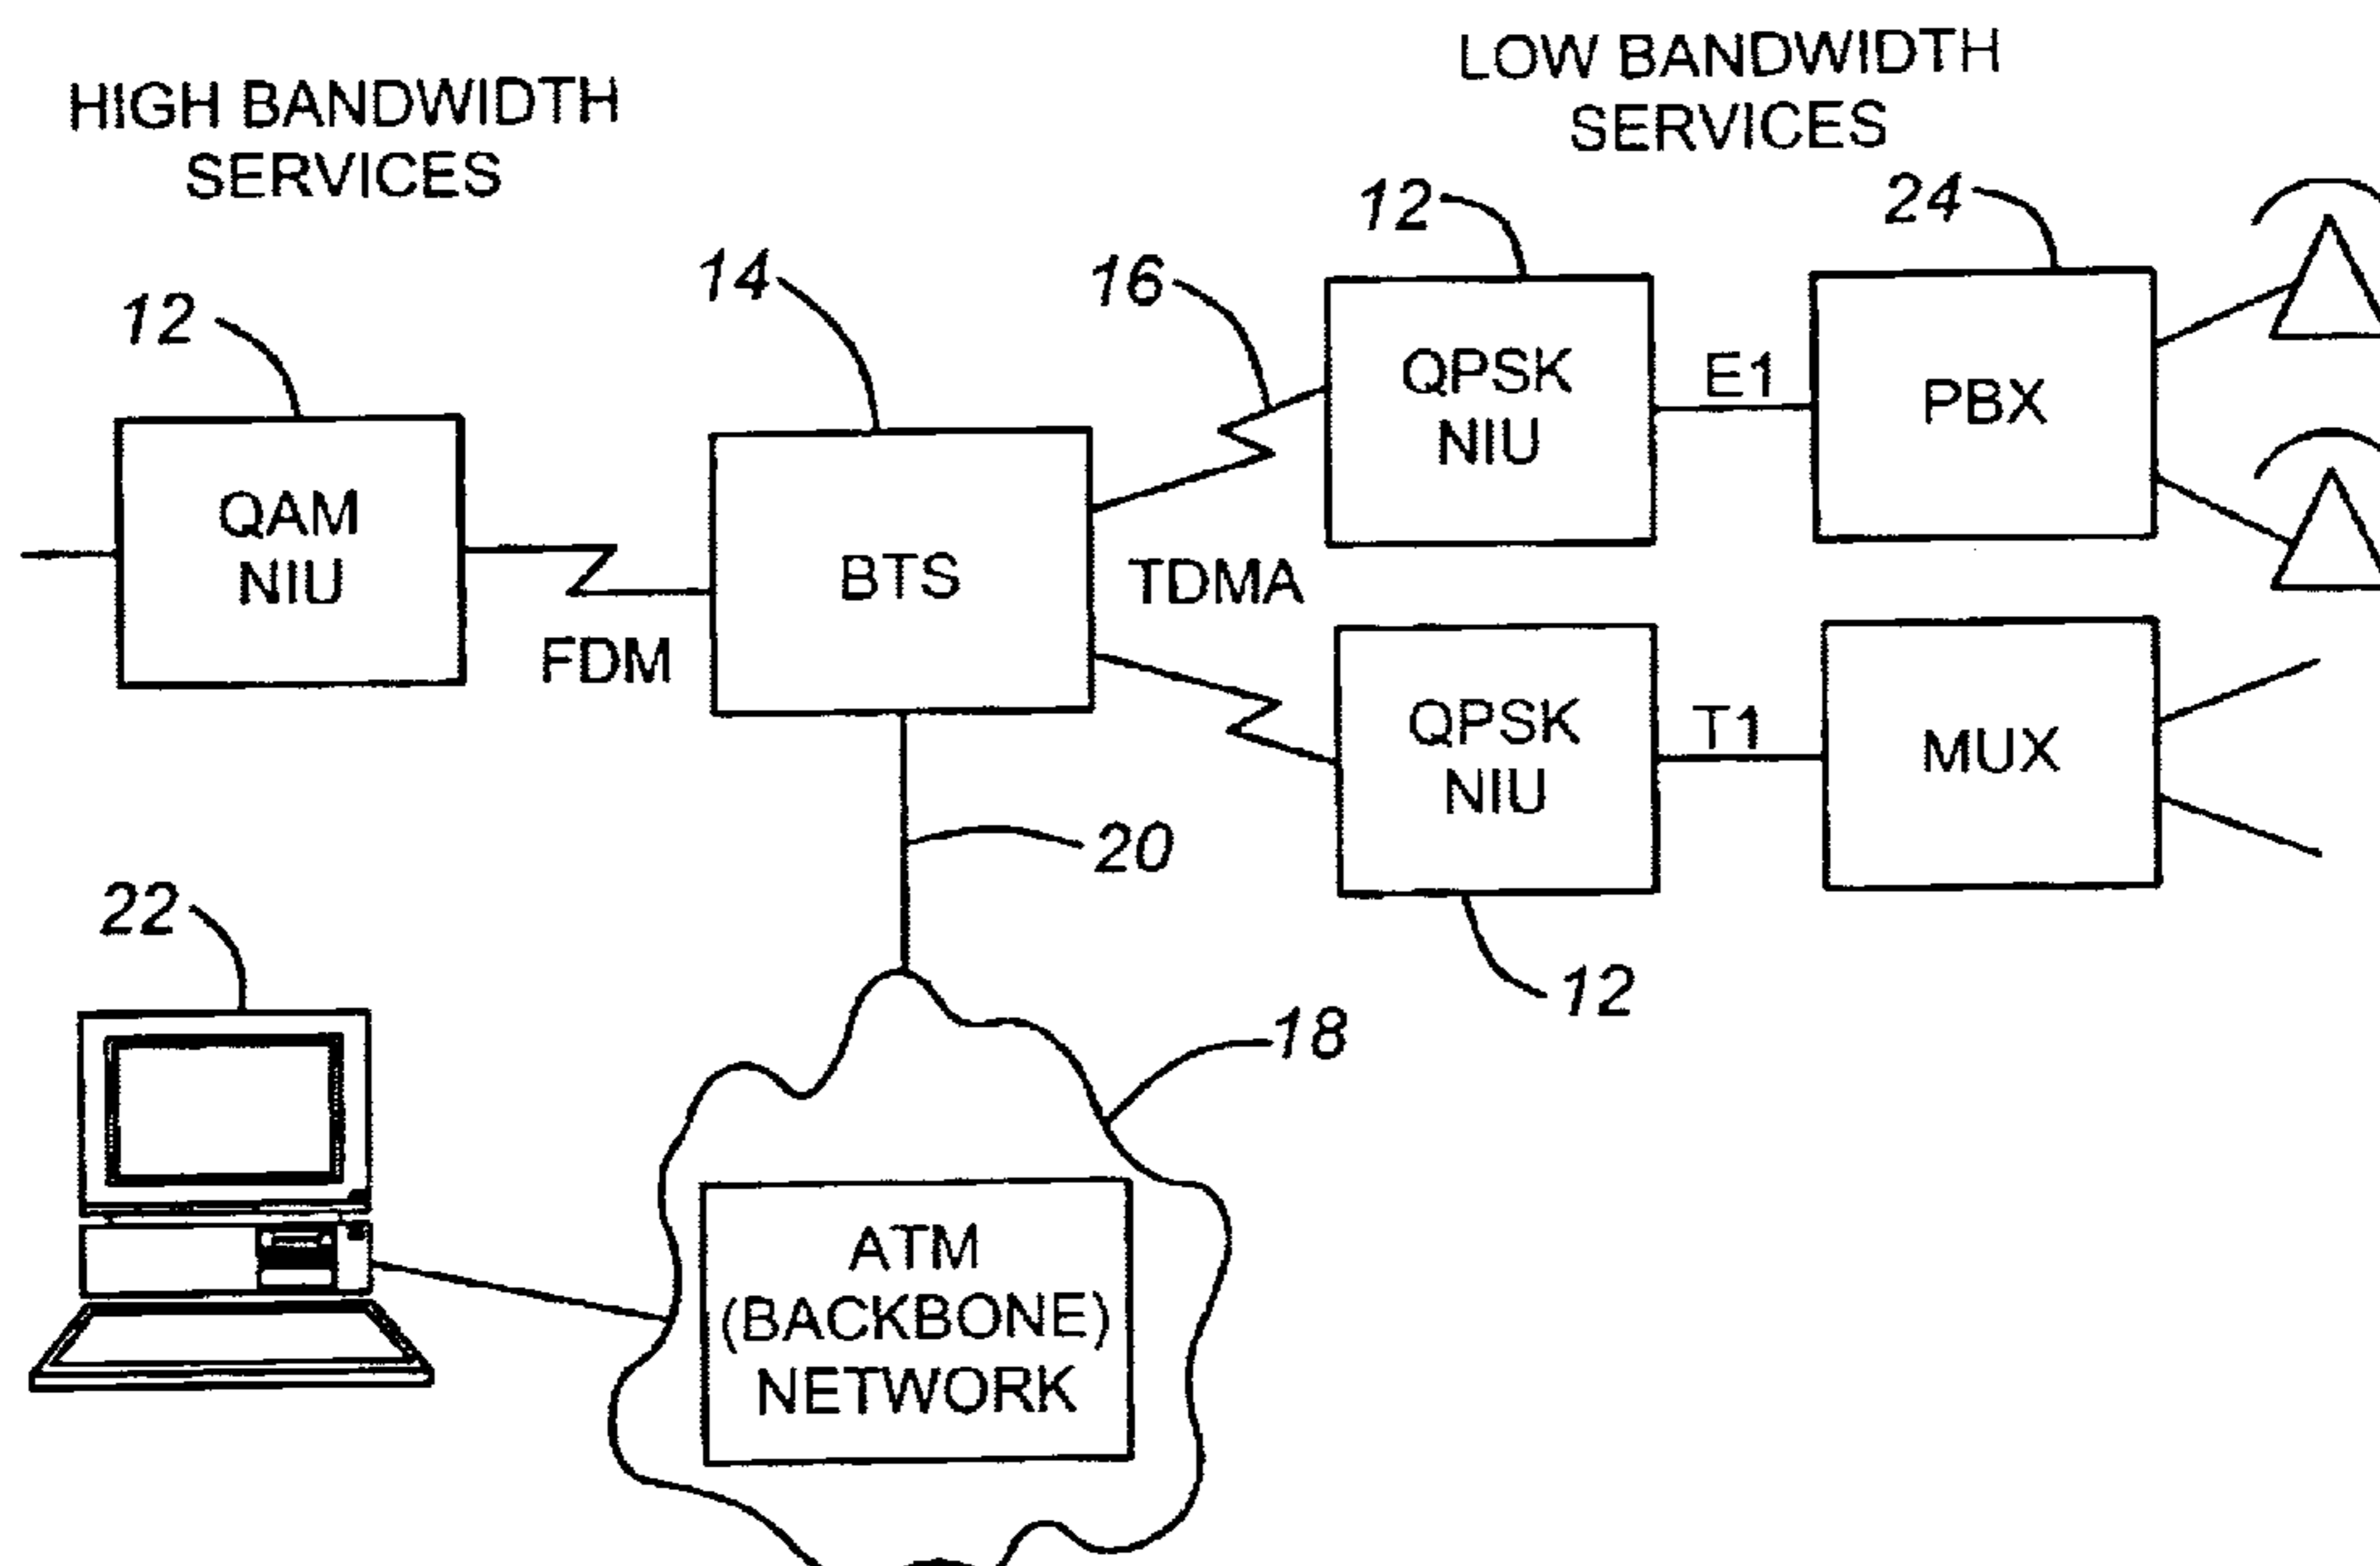 HIGH BANDWIDTH
SERVICES
LOW BANDWIDTH
SERVICES
12
14
16
12
24
QAM
NIU
FDM
BTS
TDMA
QPSK
NIU
E1
PBX
QPSK
NIU
T1
MUX
12
20
22
18
ATM
(BACKBONE)
NETWORK